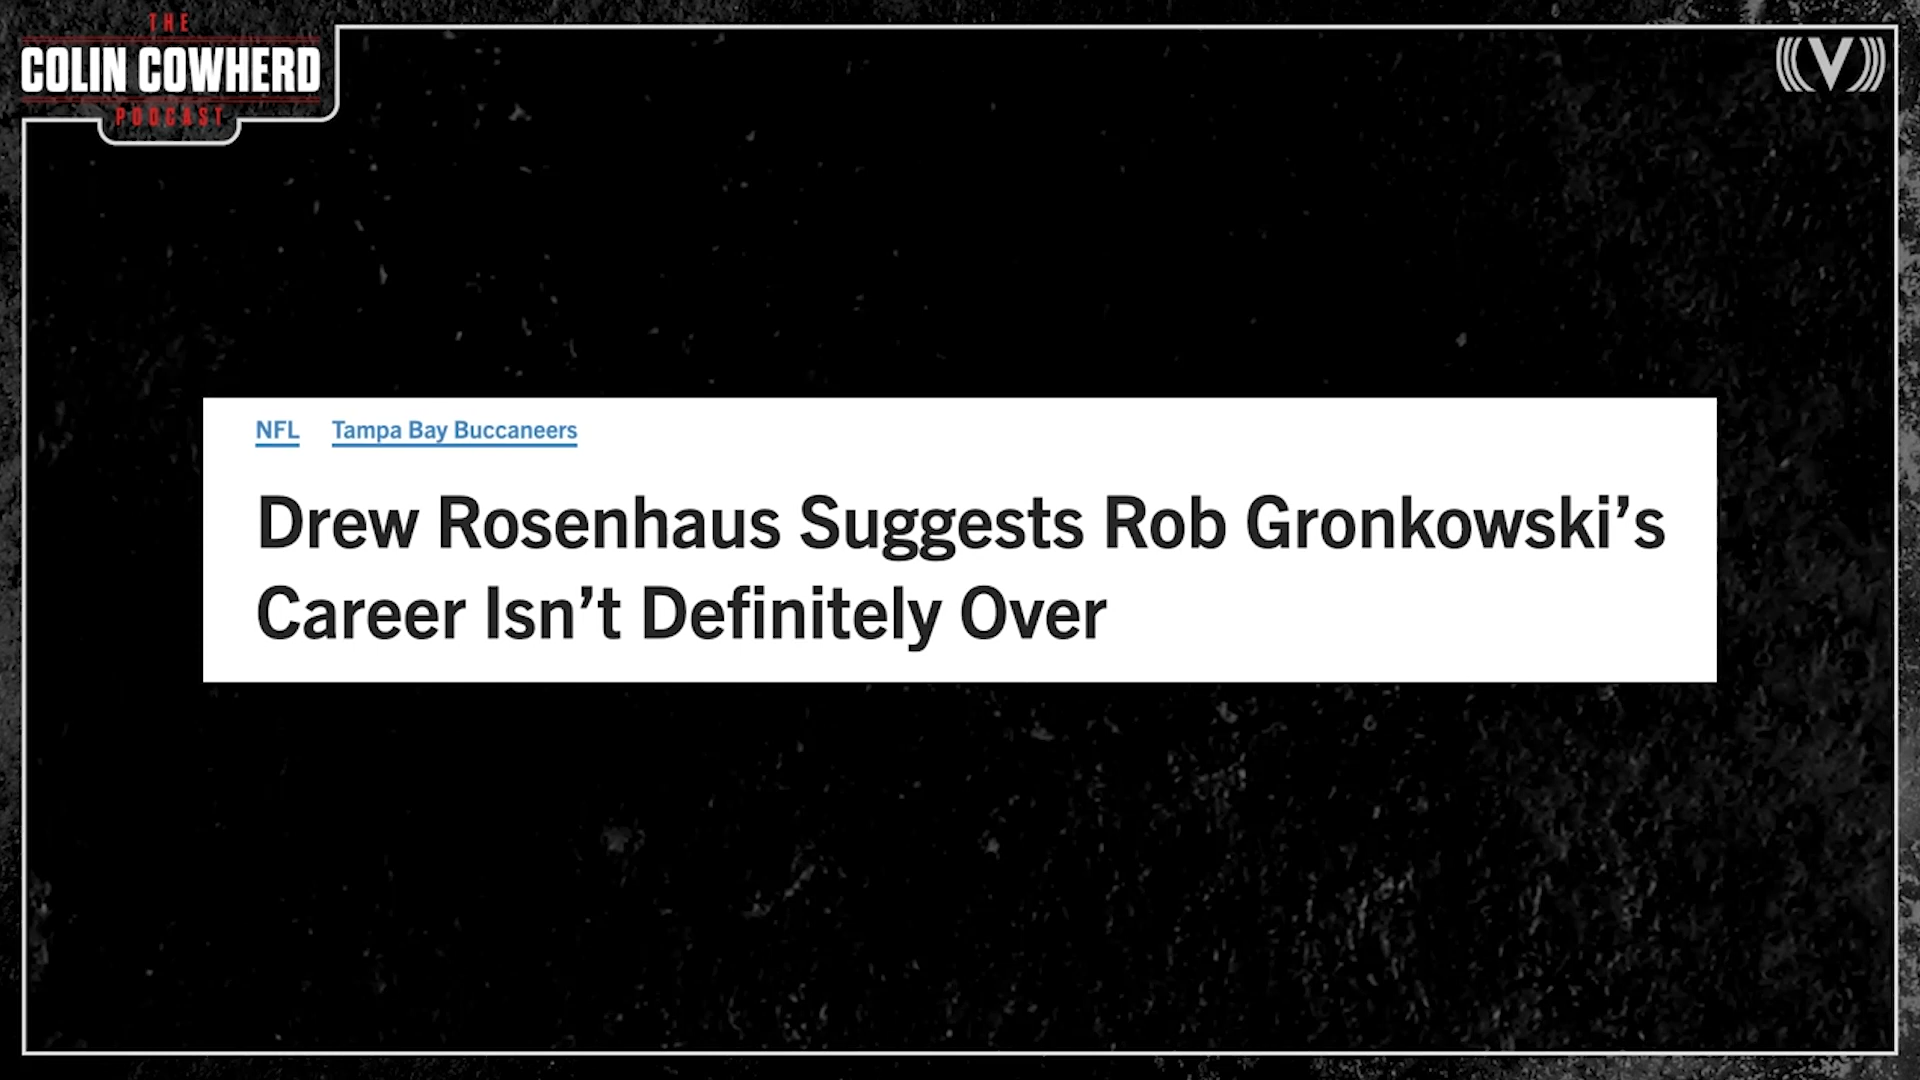 THE
COLIN COWHERD
PODCAST
V
NFL Tampa Bay Buccaneers
Drew Rosenhaus Suggests Rob Gronkowski’s
Career Isn’t Definitely Over